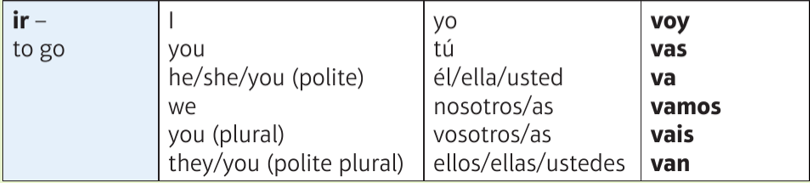 ir – I yo voy
to go you tú vas
he/she/you (polite) él/ella/usted va
we nosotros/as vamos
you (plural) vosotros/as vais
they/you (polite plural) ellos/ellas/ustedes van